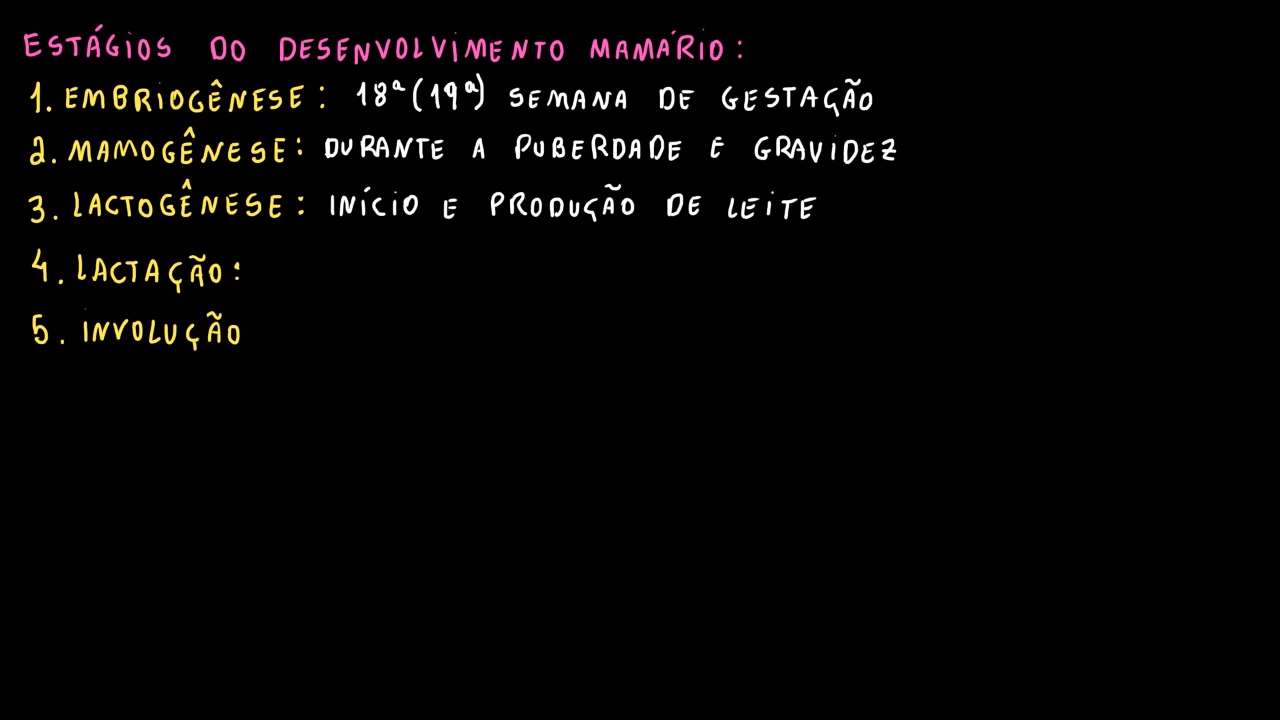 ESTÁGIOS DO DESENVOLVIMENTO MAMÁRIO:
1. EMBRIOGÊNESE: 18ª (19ª) SEMANA DE GESTAÇÃO
2. MAMOGÊNESE: DURANTE A PUBERDADE E GRAVIDEZ
3. LACTOGÊNESE: INÍCIO E PRODUÇÃO DE LEITE
4. LACTAÇÃO:
5. INVOLUÇÃO